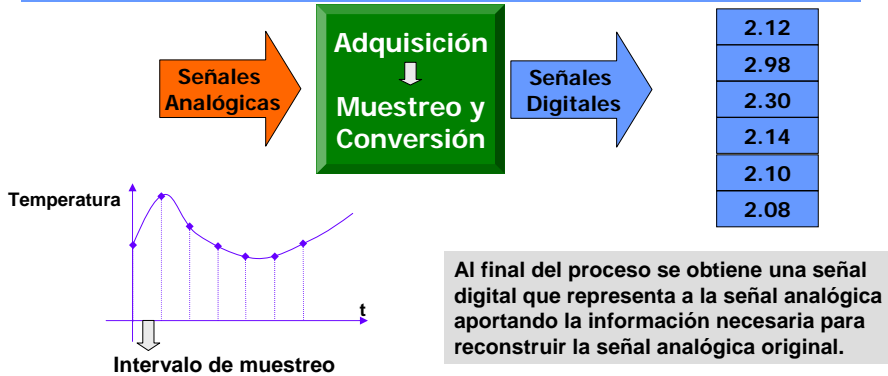 Señales
Analógicas
Adquisición
Muestreo y
Conversión
Señales
Digitales
2.12
2.98
2.30
2.14
2.10
2.08
Temperatura
t
Intervalo de muestreo
Al final del proceso se obtiene una señal
digital que representa a la señal analógica
aportando la información necesaria para
reconstruir la señal analógica original.